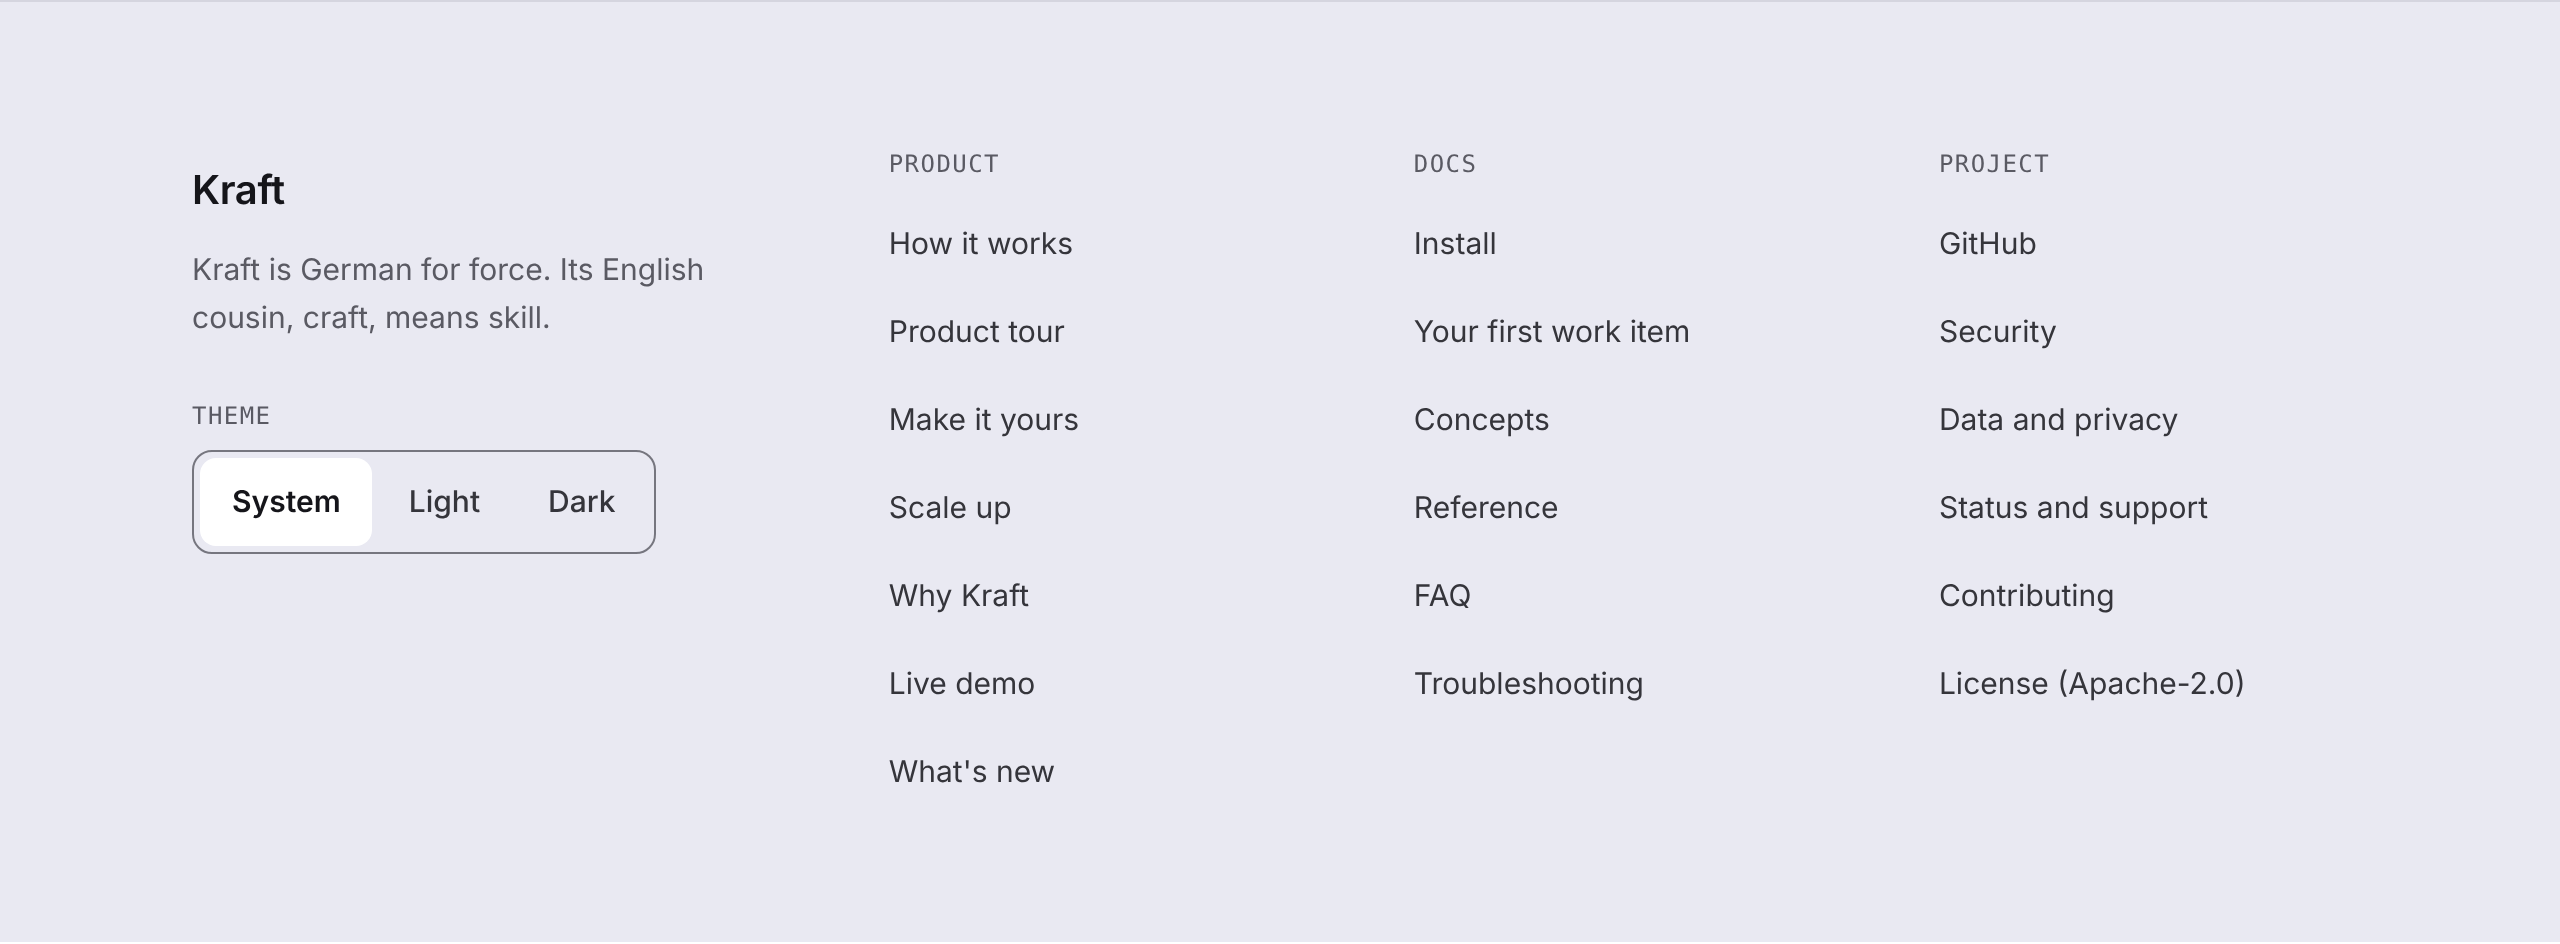 Kraft
Kraft is German for force. Its English
cousin, craft, means skill.
THEME
System Light Dark
PRODUCT
How it works
Product tour
Make it yours
Scale up
Why Kraft
Live demo
What's new
DOCS
Install
Your first work item
Concepts
Reference
FAQ
Troubleshooting
PROJECT
GitHub
Security
Data and privacy
Status and support
Contributing
License (Apache-2.0)